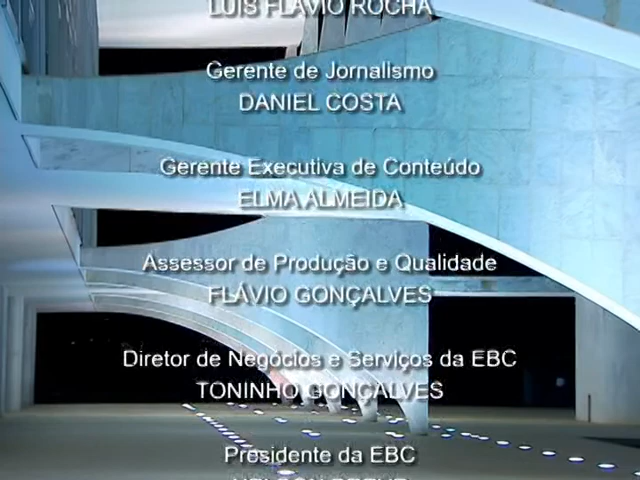 LUIS FLÁVIO ROCHA
Gerente de Jornalismo
DANIEL COSTA
Gerente Executiva de Conteúdo
ELMA ALMEIDA
Assessor de Produção e Qualidade
FLÁVIO GONÇALVES
Diretor de Negócios e Serviços da EBC
TONINHO GONÇALVES
Presidente da EBC